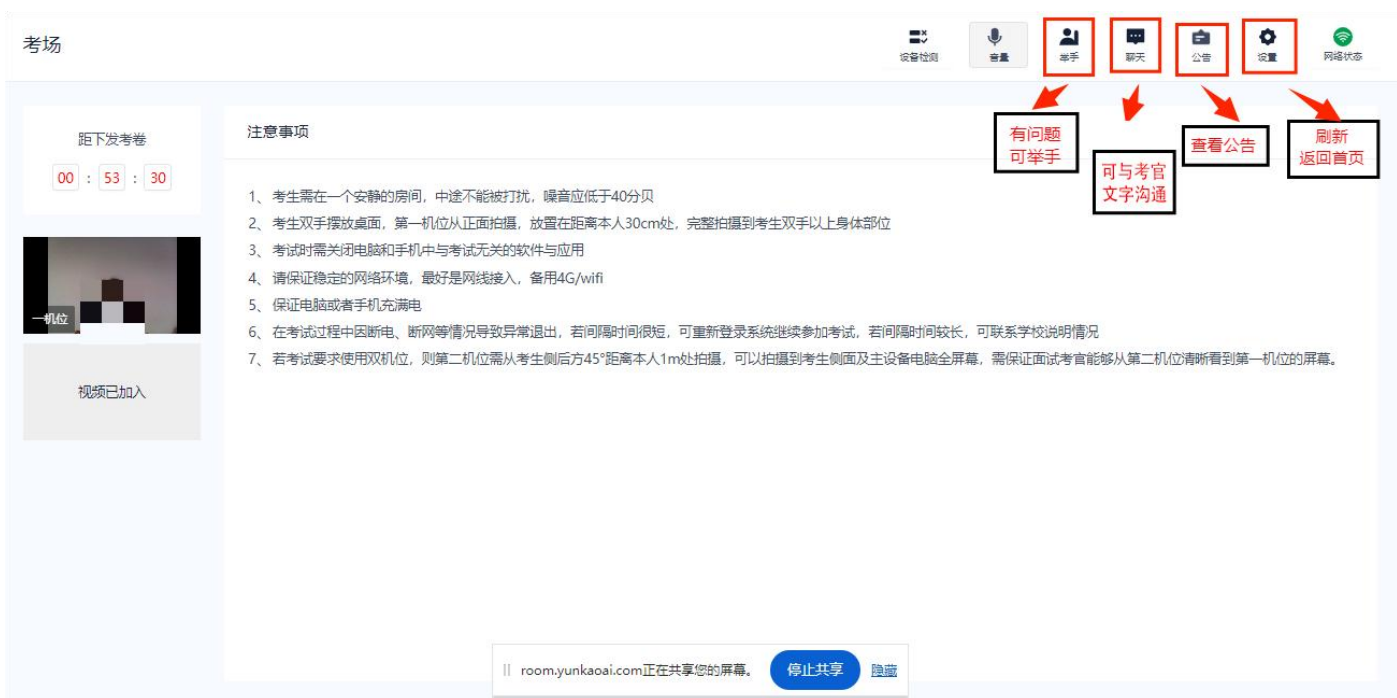 考场
设备检测
音量
举手
聊天
公告
设置
网络状态
有问题
可举手
可与考官
文字沟通
查看公告
刷新
返回首页
距下发考卷
00 : 53 : 30
一机位
视频已加入
注意事项
1、考生需在一个安静的房间，中途不能被打扰，噪音应低于40分贝
2、考生双手摆放桌面，第一机位从正面拍摄，放置在距离本人30cm处，完整拍摄到考生双手以上身体部位
3、考试时需关闭电脑和手机中与考试无关的软件与应用
4、请保证稳定的网络环境，最好是网线接入，备用4G/wifi
5、保证电脑或者手机充满电
6、在考试过程中因断电、断网等情况导致异常退出，若间隔时间很短，可重新登录系统继续参加考试，若间隔时间较长，可联系学校说明情况
7、若考试要求使用双机位，则第二机位需从考生侧后方45°距离本人1m处拍摄，可以拍摄到考生侧面及主设备电脑全屏幕，需保证面试考官能够从第二机位清晰看到第一机位的屏幕。
room.yunkaoai.com正在共享您的屏幕。
停止共享
隐藏